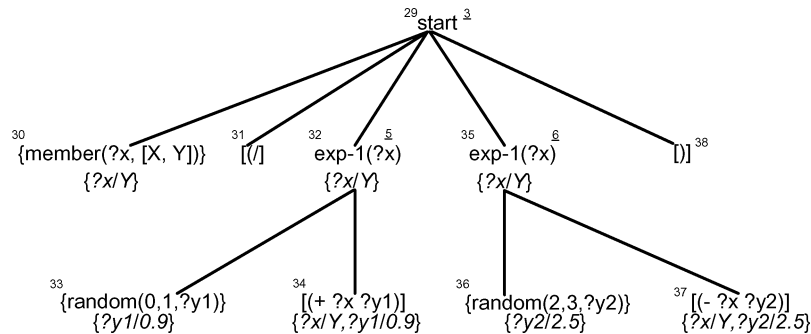 29 start 3
30 {member(?x, [X, Y])} 31 [(/] 32 exp-1(?x) 5 35 exp-1(?x) 6 [)] 38
{?x/Y} {?x/Y} {?x/Y}
33 {random(0,1,?y1)} 34 [(+ ?x ?y1)] 36 {random(2,3,?y2)} 37 [(- ?x ?y2)]
{?y1/0.9} {?x/Y,?y1/0.9} {?y2/2.5} {?x/Y,?y2/2.5}